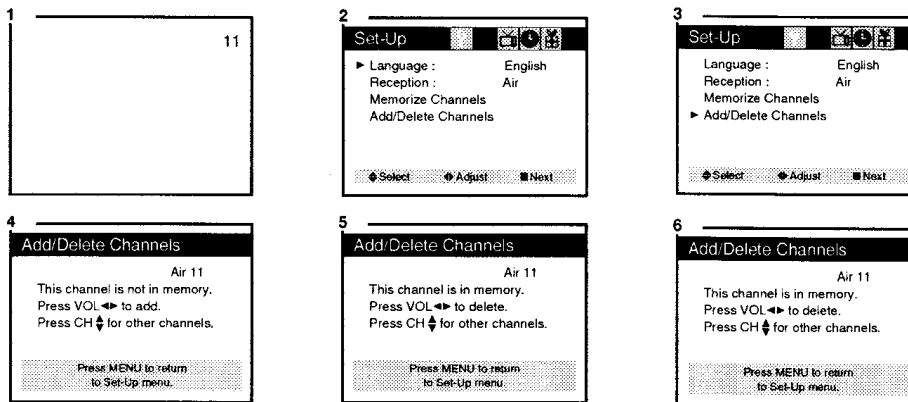 1
11
2
Set-Up
Language : English
Reception : Air
Memorize Channels
Add/Delete Channels
Select Adjust Next
3
Set-Up
Language : English
Reception : Air
Memorize Channels
Add/Delete Channels
Select Adjust Next
4
Add/Delete Channels
Air 11
This channel is not in memory.
Press VOL◄► to add.
Press CH▲▼ for other channels.
Press MENU to return
to Set-Up menu.
5
Add/Delete Channels
Air 11
This channel is in memory.
Press VOL◄► to delete.
Press CH▲▼ for other channels.
Press MENU to return
to Set-Up menu.
6
Add/Delete Channels
Air 11
This channel is in memory.
Press VOL◄► to delete.
Press CH▲▼ for other channels.
Press MENU to return
to Set-Up menu.